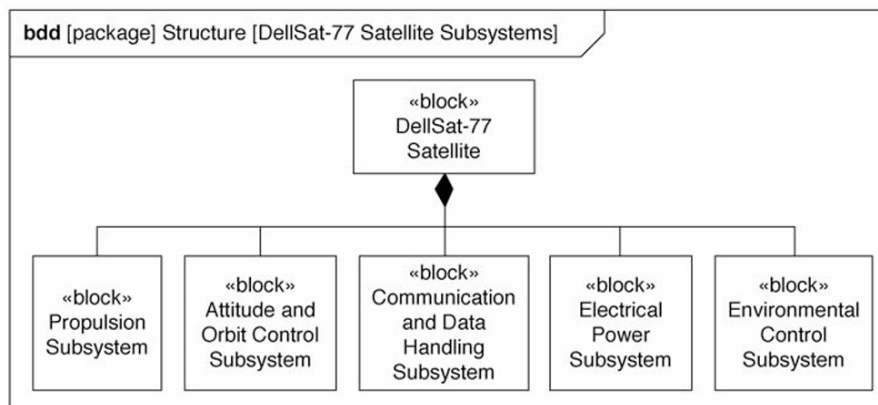 bdd [package] Structure [DellSat-77 Satellite Subsystems]
«block»
DellSat-77
Satellite
«block»
Propulsion
Subsystem
«block»
Attitude and
Orbit Control
Subsystem
«block»
Communication
and Data
Handling
Subsystem
«block»
Electrical
Power
Subsystem
«block»
Environmental
Control
Subsystem